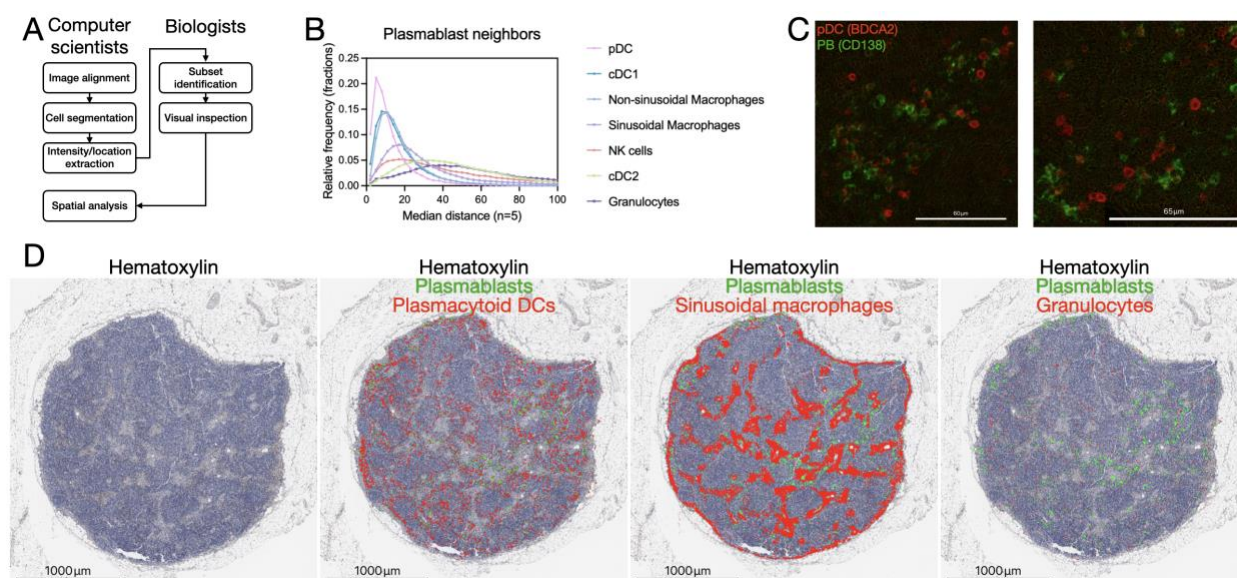 A
Computer
scientists
Biologists
Image alignment
Cell segmentation
Intensity/location
extraction
Spatial analysis
Subset
identification
Visual inspection
B
Plasmablast neighbors
Relative frequency (fractions)
0.25
0.20
0.15
0.10
0.05
0.00
0
20
40
60
80
100
Median distance (n=5)
pDC
cDC1
Non-sinusoidal Macrophages
Sinusoidal Macrophages
NK cells
cDC2
Granulocytes
C
pDC (BDCA2)
PB (CD138)
60μm
65μm
D
Hematoxylin
1000μm
Hematoxylin
Plasmablasts
Plasmacytoid DCs
1000μm
Hematoxylin
Plasmablasts
Sinusoidal macrophages
1000μm
Hematoxylin
Plasmablasts
Granulocytes
1000μm